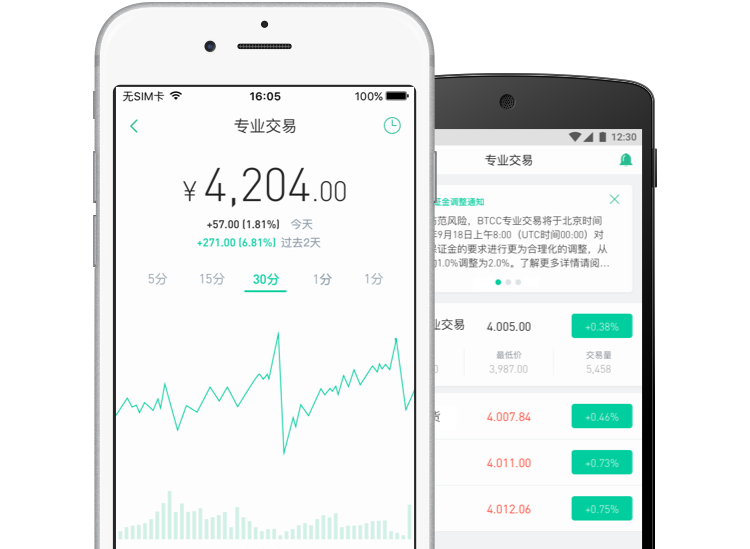 无SIM卡 16:05 100%
专业交易
¥4,204.00
+57.00 (1.81%) 今天
+271.00 (6.81%) 过去2天
5分 15分 30分 1分 1分
12:30
专业交易
证金调整通知
范风险，BTCC专业交易将于北京时间
年9月18日上午8:00（UTC时间00:00）对
证金的要求进行更为合理化的调整，从
1.0%调整为2.0%。了解更多详情请阅...
业交易 4.005.00 +0.38%
最低价 交易量
0 3,987.00 5,458
货 4.007.84 +0.46%
4.011.00 +0.73%
4.012.06 +0.75%